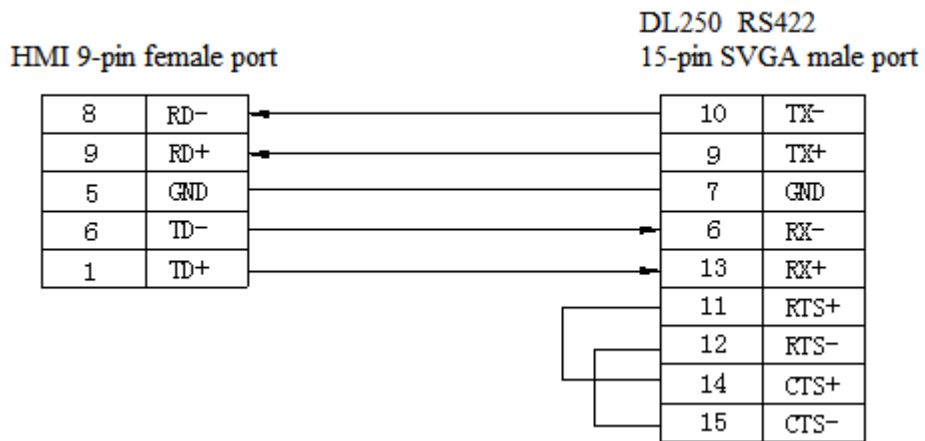 DL250 RS422
HMI 9-pin female port 15-pin SVGA male port
8 RD- 10 TX-
9 RD+ 9 TX+
5 GND 7 GND
6 TD- 6 RX-
1 TD+ 13 RX+
11 RTS+
12 RTS-
14 CTS+
15 CTS-